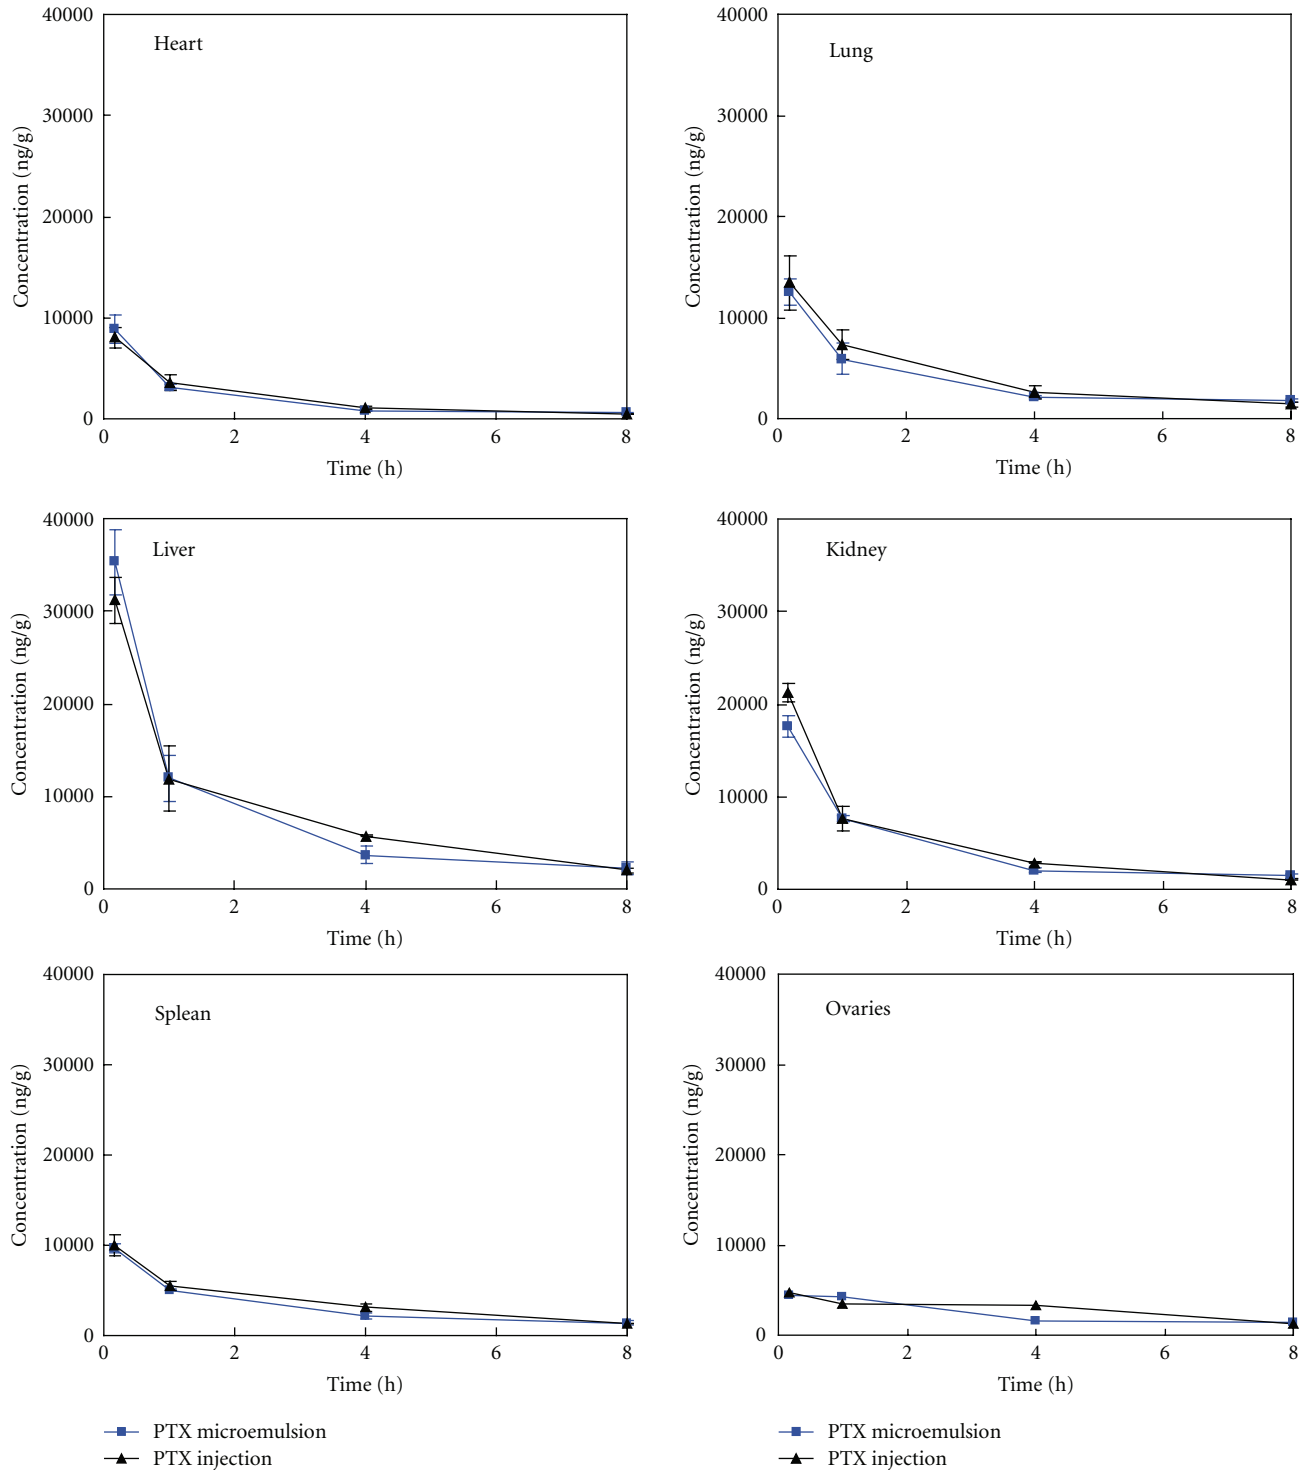 40000
30000
20000
10000
0
Concentration (ng/g)
Heart
0 2 4 6 8
Time (h)
40000
30000
20000
10000
0
Concentration (ng/g)
Lung
0 2 4 6 8
Time (h)
40000
30000
20000
10000
0
Concentration (ng/g)
Liver
0 2 4 6 8
Time (h)
40000
30000
20000
10000
0
Concentration (ng/g)
Kidney
0 2 4 6 8
Time (h)
40000
30000
20000
10000
0
Concentration (ng/g)
Splean
0 2 4 6 8
Time (h)
40000
30000
20000
10000
0
Concentration (ng/g)
Ovaries
0 2 4 6 8
Time (h)
PTX microemulsion
PTX injection
PTX microemulsion
PTX injection